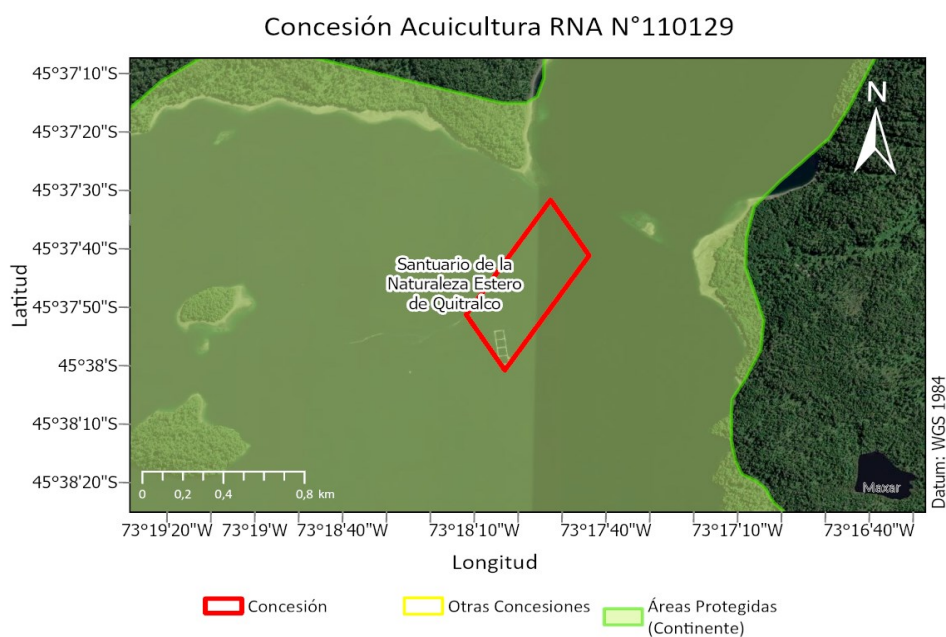 Concesión Acuicultura RNA N°110129
45°37'10"S
45°37'20"S
45°37'30"S
45°37'40"S
45°37'50"S
45°38'S
45°38'10"S
45°38'20"S
Latitud
N
Santuario de la
Naturaleza Estero
de Quitralco
0 0,2 0,4 0,8 km
Maxar
Datum: WGS 1984
73°19'20"W 73°19'W 73°18'40"W 73°18'10"W 73°17'40"W 73°17'10"W 73°16'40"W
Longitud
Concesión Otras Concesiones Áreas Protegidas
(Continente)